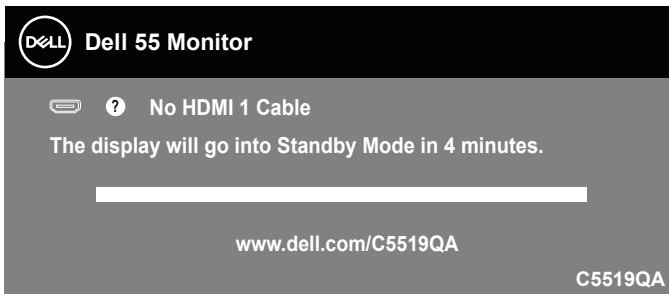 DELL
Dell 55 Monitor
? No HDMI 1 Cable
The display will go into Standby Mode in 4 minutes.
www.dell.com/C5519QA
C5519QA